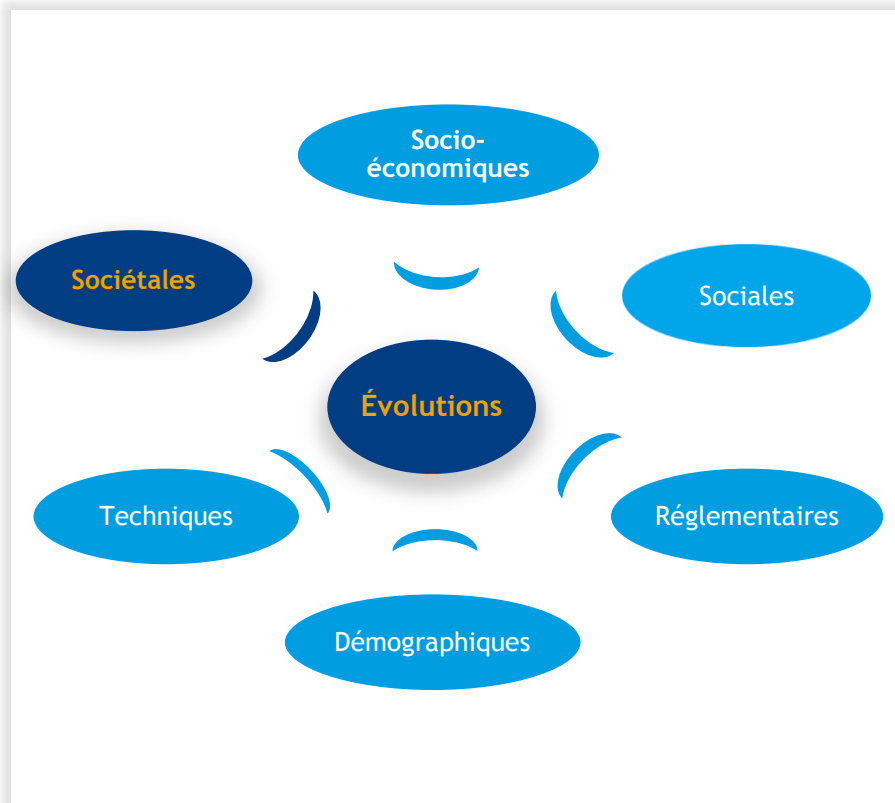 Socio-
économiques
Sociétales
Sociales
Évolutions
Techniques
Réglementaires
Démographiques